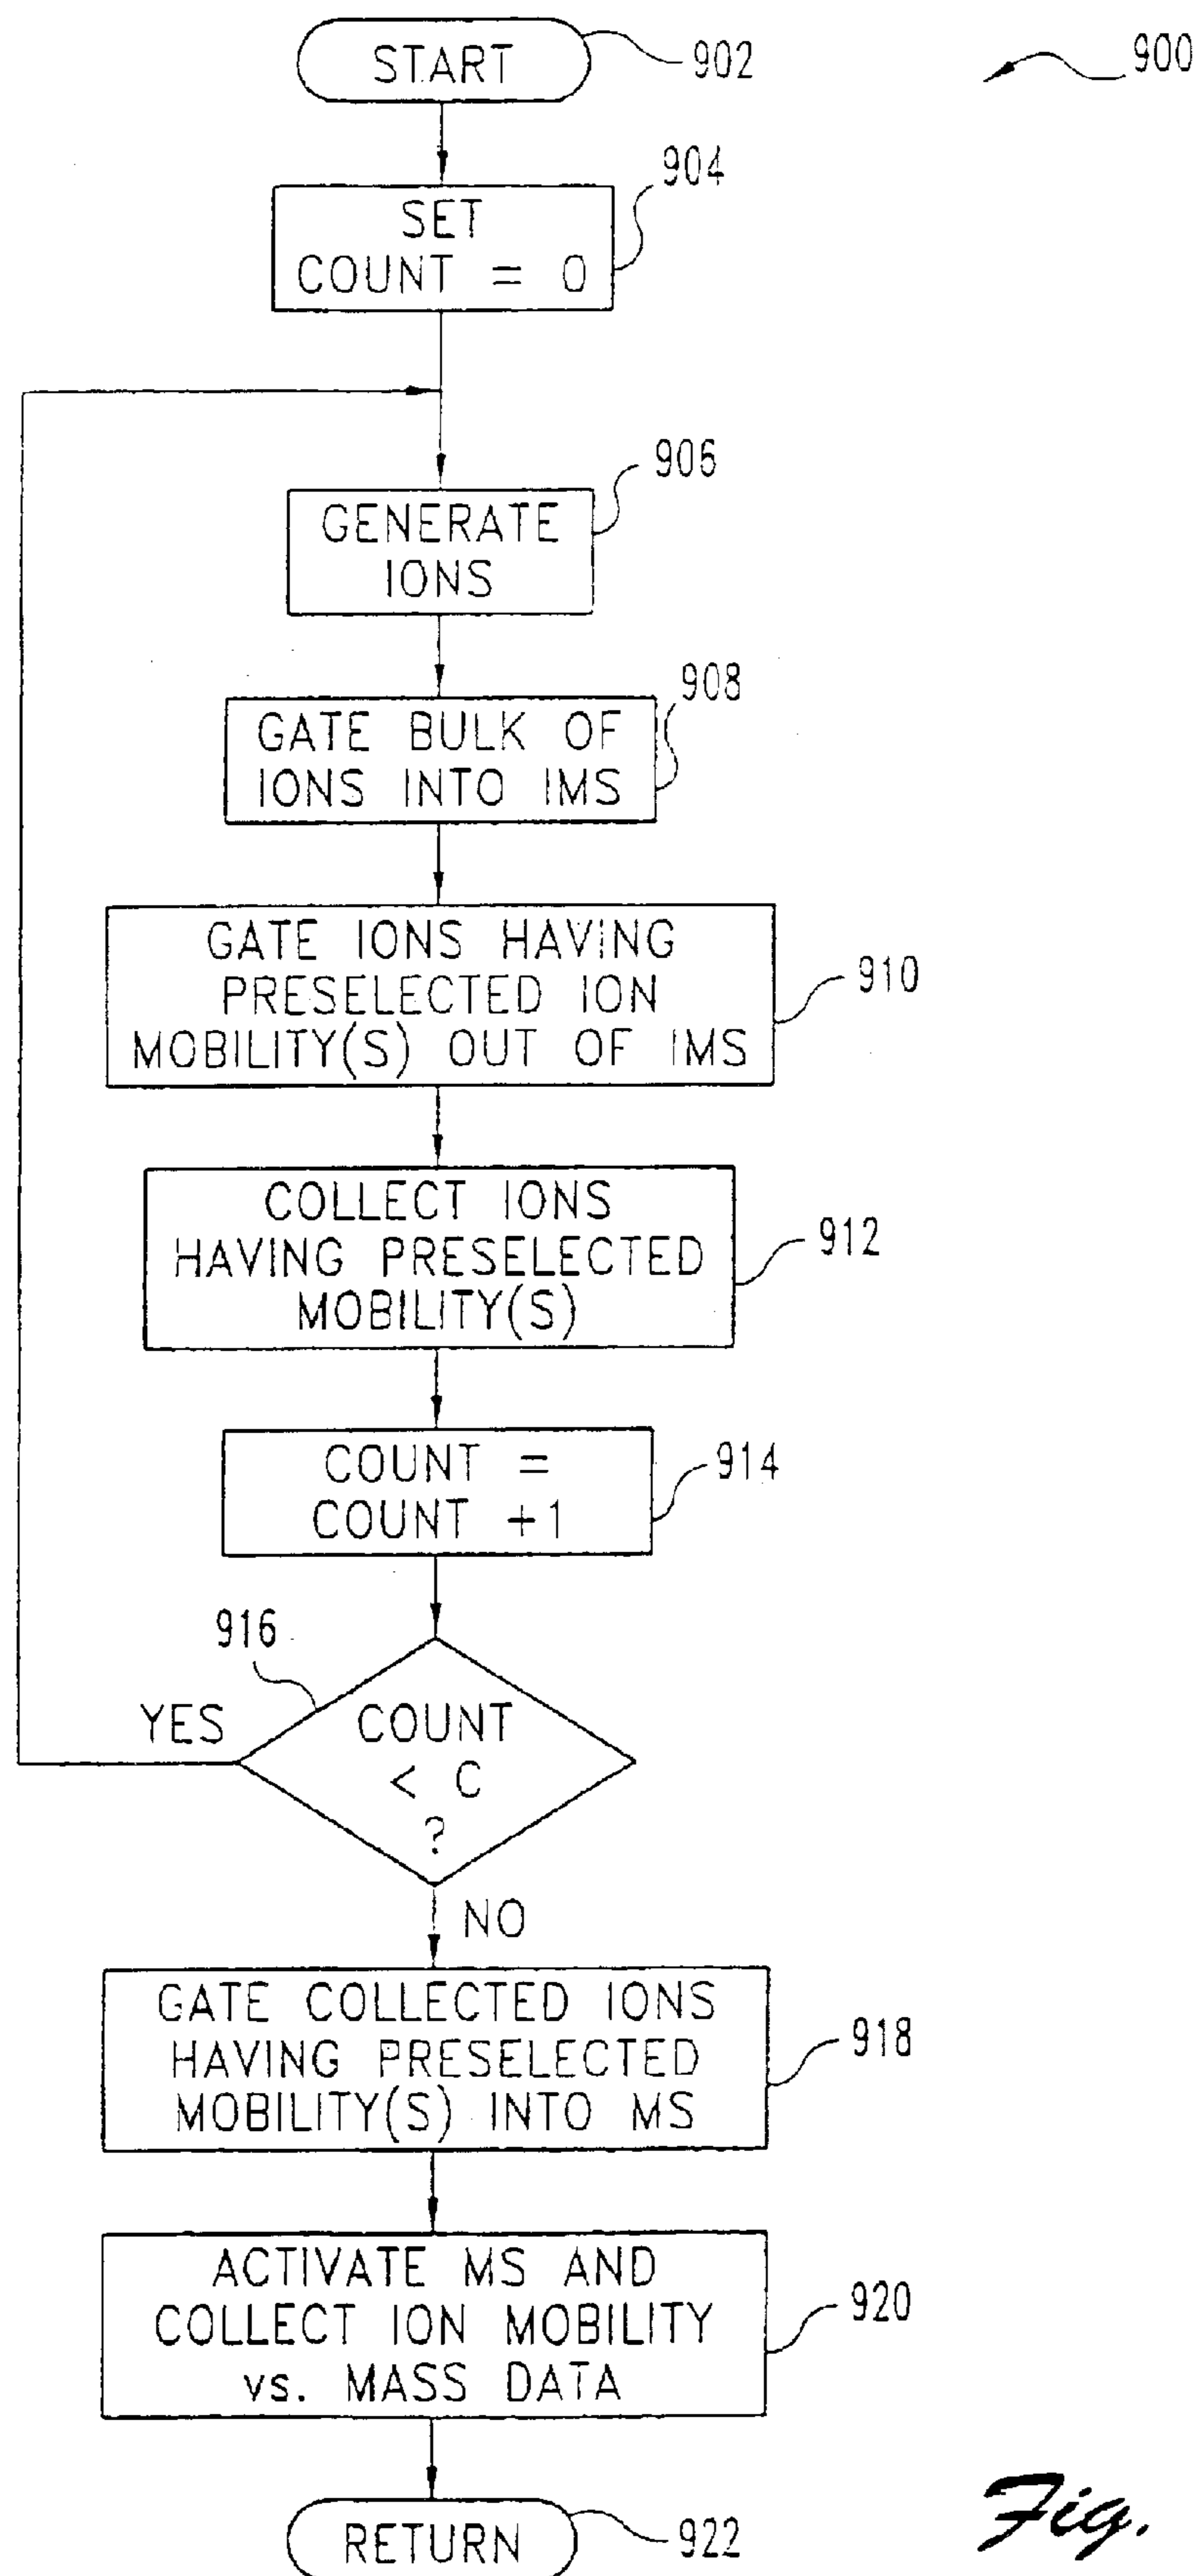 START
902
900
904
SET
COUNT = 0
906
GENERATE
IONS
908
GATE BULK OF
IONS INTO IMS
GATE IONS HAVING
PRESELECTED ION
MOBILITY(S) OUT OF IMS
910
COLLECT IONS
HAVING PRESELECTED
MOBILITY(S)
912
COUNT =
COUNT +1
914
916
YES
COUNT
< C
?
NO
GATE COLLECTED IONS
HAVING PRESELECTED
MOBILITY(S) INTO MS
918
ACTIVATE MS AND
COLLECT ION MOBILITY
vs. MASS DATA
920
RETURN
922
Fig.